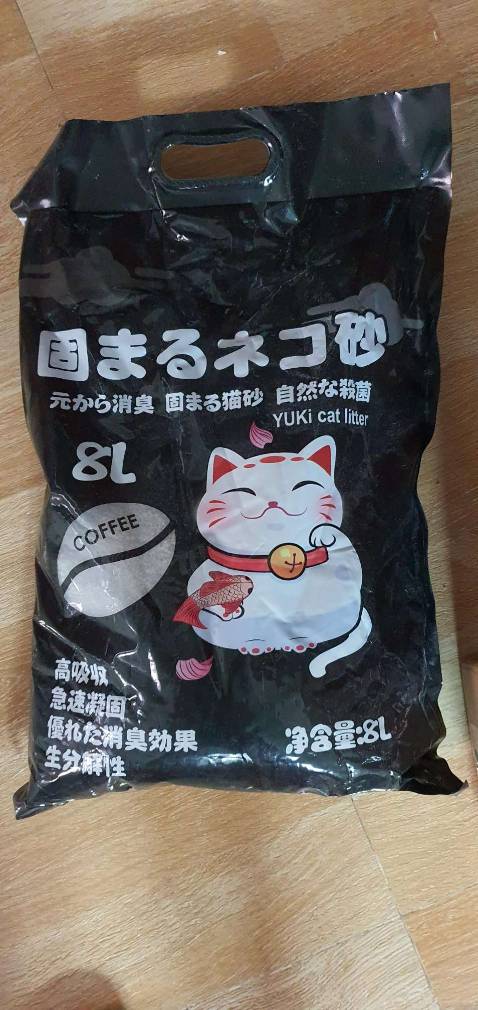 固まるネコ砂
元から消臭 固まる猫砂 自然な殺菌
YUKi cat litter
8L
COFFEE
高吸収
急速凝固
優れた消臭効果
生分解性
净含量:8L